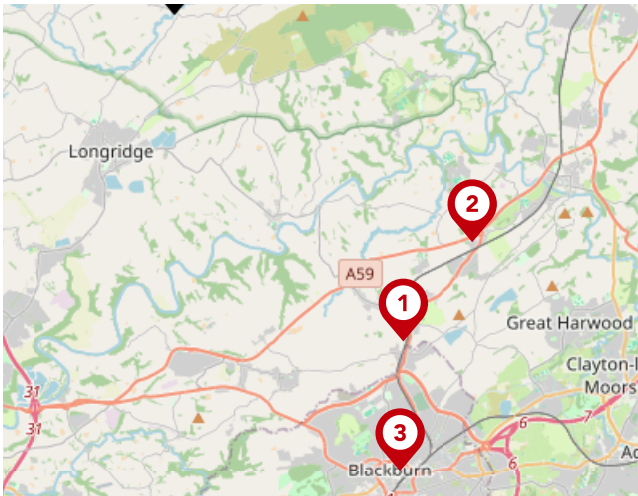 Longridge
2
A59
1
Great Harwood
Clayton-l
Moors
31
31
3
6
7
Blackburn
6
Ac